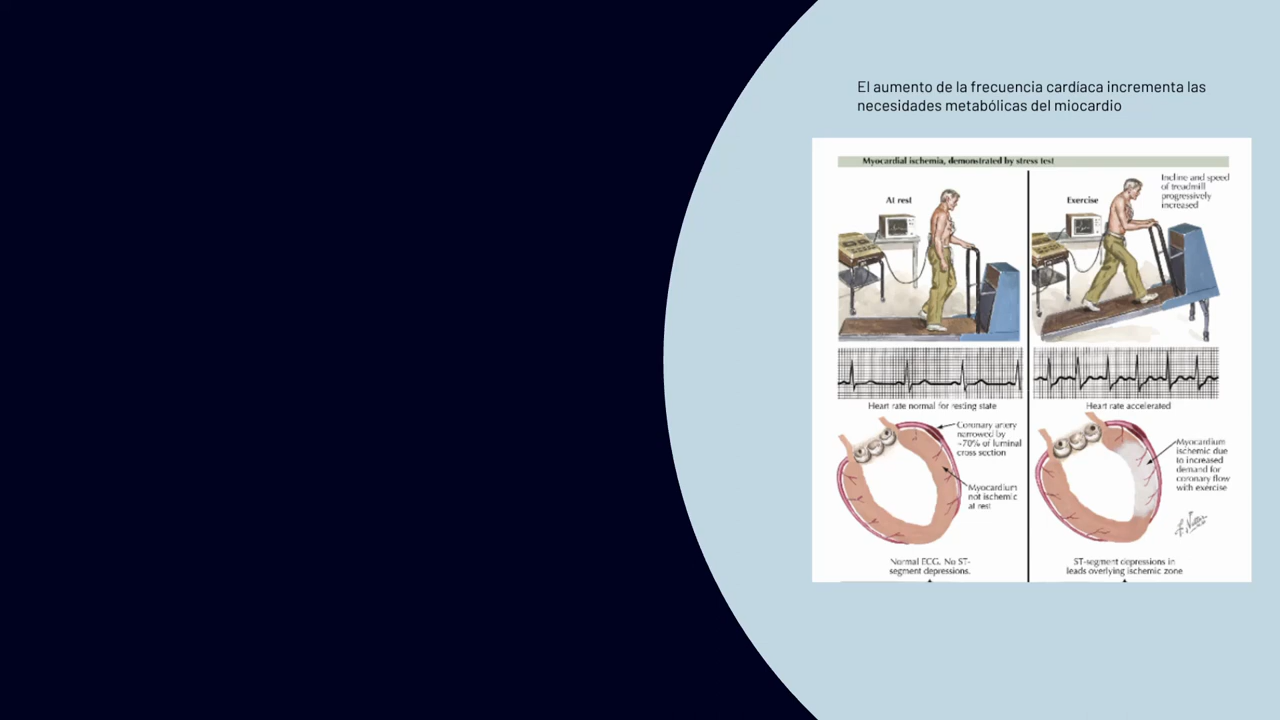 El aumento de la frecuencia cardíaca incrementa las
necesidades metabólicas del miocardio
Myocardial ischemia, demonstrated by stress test
At rest
Exercise
Incline and speed
of treadmill
progressively
increased
Heart rate normal for resting state
Heart rate accelerated
Coronary artery
narrowed by
~70% of luminal
cross section
Myocardium
not ischemic
at rest
Myocardium
ischemic due
to increased
demand for
coronary flow
with exercise
Normal ECG. No ST-
segment depressions.
ST-segment depressions in
leads overlying ischemic zone